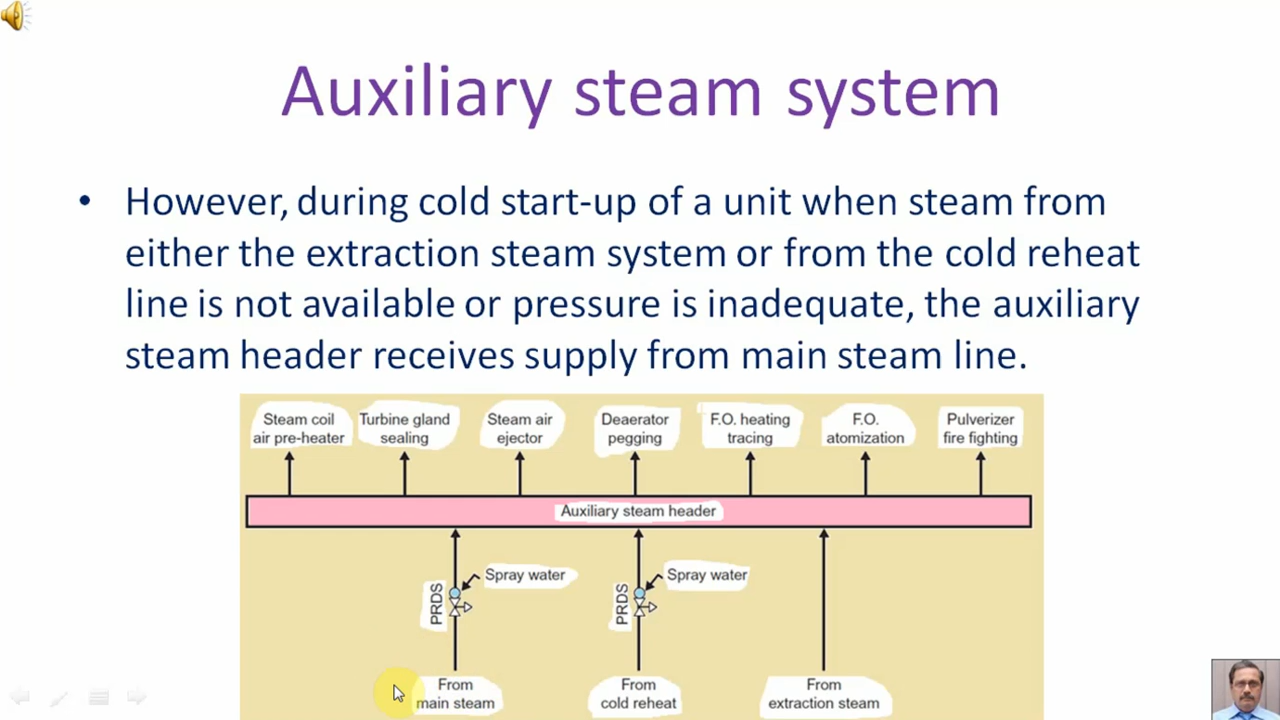 Auxiliary steam system
• However, during cold start-up of a unit when steam from
either the extraction steam system or from the cold reheat
line is not available or pressure is inadequate, the auxiliary
steam header receives supply from main steam line.
Steam coil
air pre-heater
Turbine gland
sealing
Steam air
ejector
Deaerator
pegging
F.O. heating
tracing
F.O.
atomization
Pulverizer
fire fighting
Auxiliary steam header
PRDS
Spray water
PRDS
Spray water
From
main steam
From
cold reheat
From
extraction steam